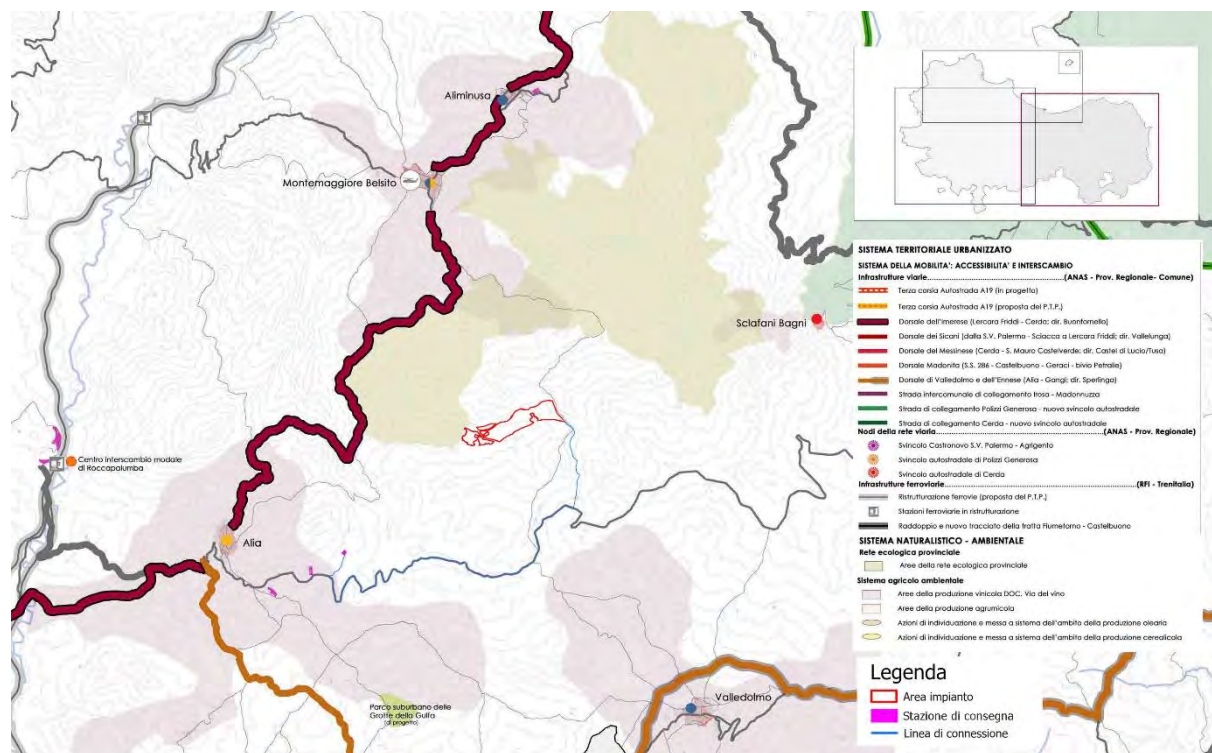 Aliminusa
Montemaggiore Belsito
Sclafani Bagni
Centro interscambio modale
di Roccapalumba
Alia
Parco suburbano delle
Grotte della Gulfa
(di progetto)
Valledolmo
SISTEMA TERRITORIALE URBANIZZATO
SISTEMA DELLA MOBILITA': ACCESSIBILITA' E INTERSCAMBIO
Infrastrutture viarie (ANAS - Prov. Regionale- Comune)
Terza corsia Autostrada A19 (in progetto)
Terza corsia Autostrada A19 (proposta del P.T.P.)
Dorsale dell'Imerese (Lercara Friddi - Cerda; dir. Buonfornello)
Dorsale dei Sicani (dalla S.V. Palermo - Sciacca a Lercara Friddi; dir. Vallelunga)
Dorsale del Messinese (Cerda - S. Mauro Castelverde; dir. Castel di Lucio/Tusa)
Dorsale Madonita (S.S. 286 - Castelbuono - Geraci - bivio Petralie)
Dorsale di Valledolmo e dell'Ennese (Alia - Gangi; dir. Sperlinga)
Strada intercomunale di collegamento Irosa - Madonnuzza
Strada di collegamento Polizzi Generosa - nuovo svincolo autostradale
Strada di collegamento Cerda - nuovo svincolo autostradale
Nodi della rete viaria (ANAS - Prov. Regionale)
Svincolo Castronovo S.V. Palermo - Agrigento
Svincolo autostradale di Polizzi Generosa
Svincolo autostradale di Cerda
Infrastrutture ferroviarie (RFI - Trenitalia)
Ristrutturazione ferrovie (proposta del P.T.P.)
Stazioni ferroviarie in ristrutturazione
Raddoppio e nuovo tracciato della tratta Fiumetorto - Castelbuono
SISTEMA NATURALISTICO - AMBIENTALE
Rete ecologica provinciale
Aree della rete ecologica provinciale
Sistema agricolo ambientale
Aree della produzione vinicola DOC. Via del vino
Aree della produzione agrumicola
Azioni di individuazione e messa a sistema dell'ambito della produzione olearia
Azioni di individuazione e messa a sistema dell'ambito della produzione cerealicola
Legenda
Area impianto
Stazione di consegna
Linea di connessione